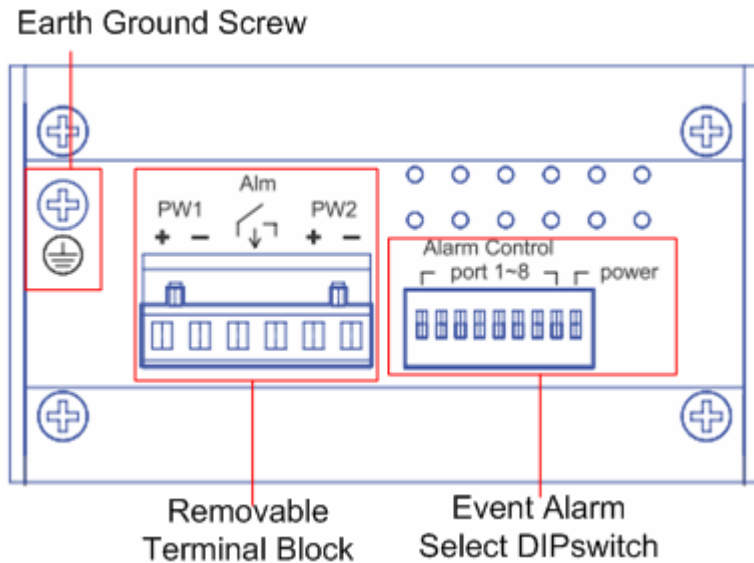 Earth Ground Screw
Alm
PW1 PW2
+ − + −
Alarm Control
port 1~8 power
Removable
Terminal Block
Event Alarm
Select DIPswitch